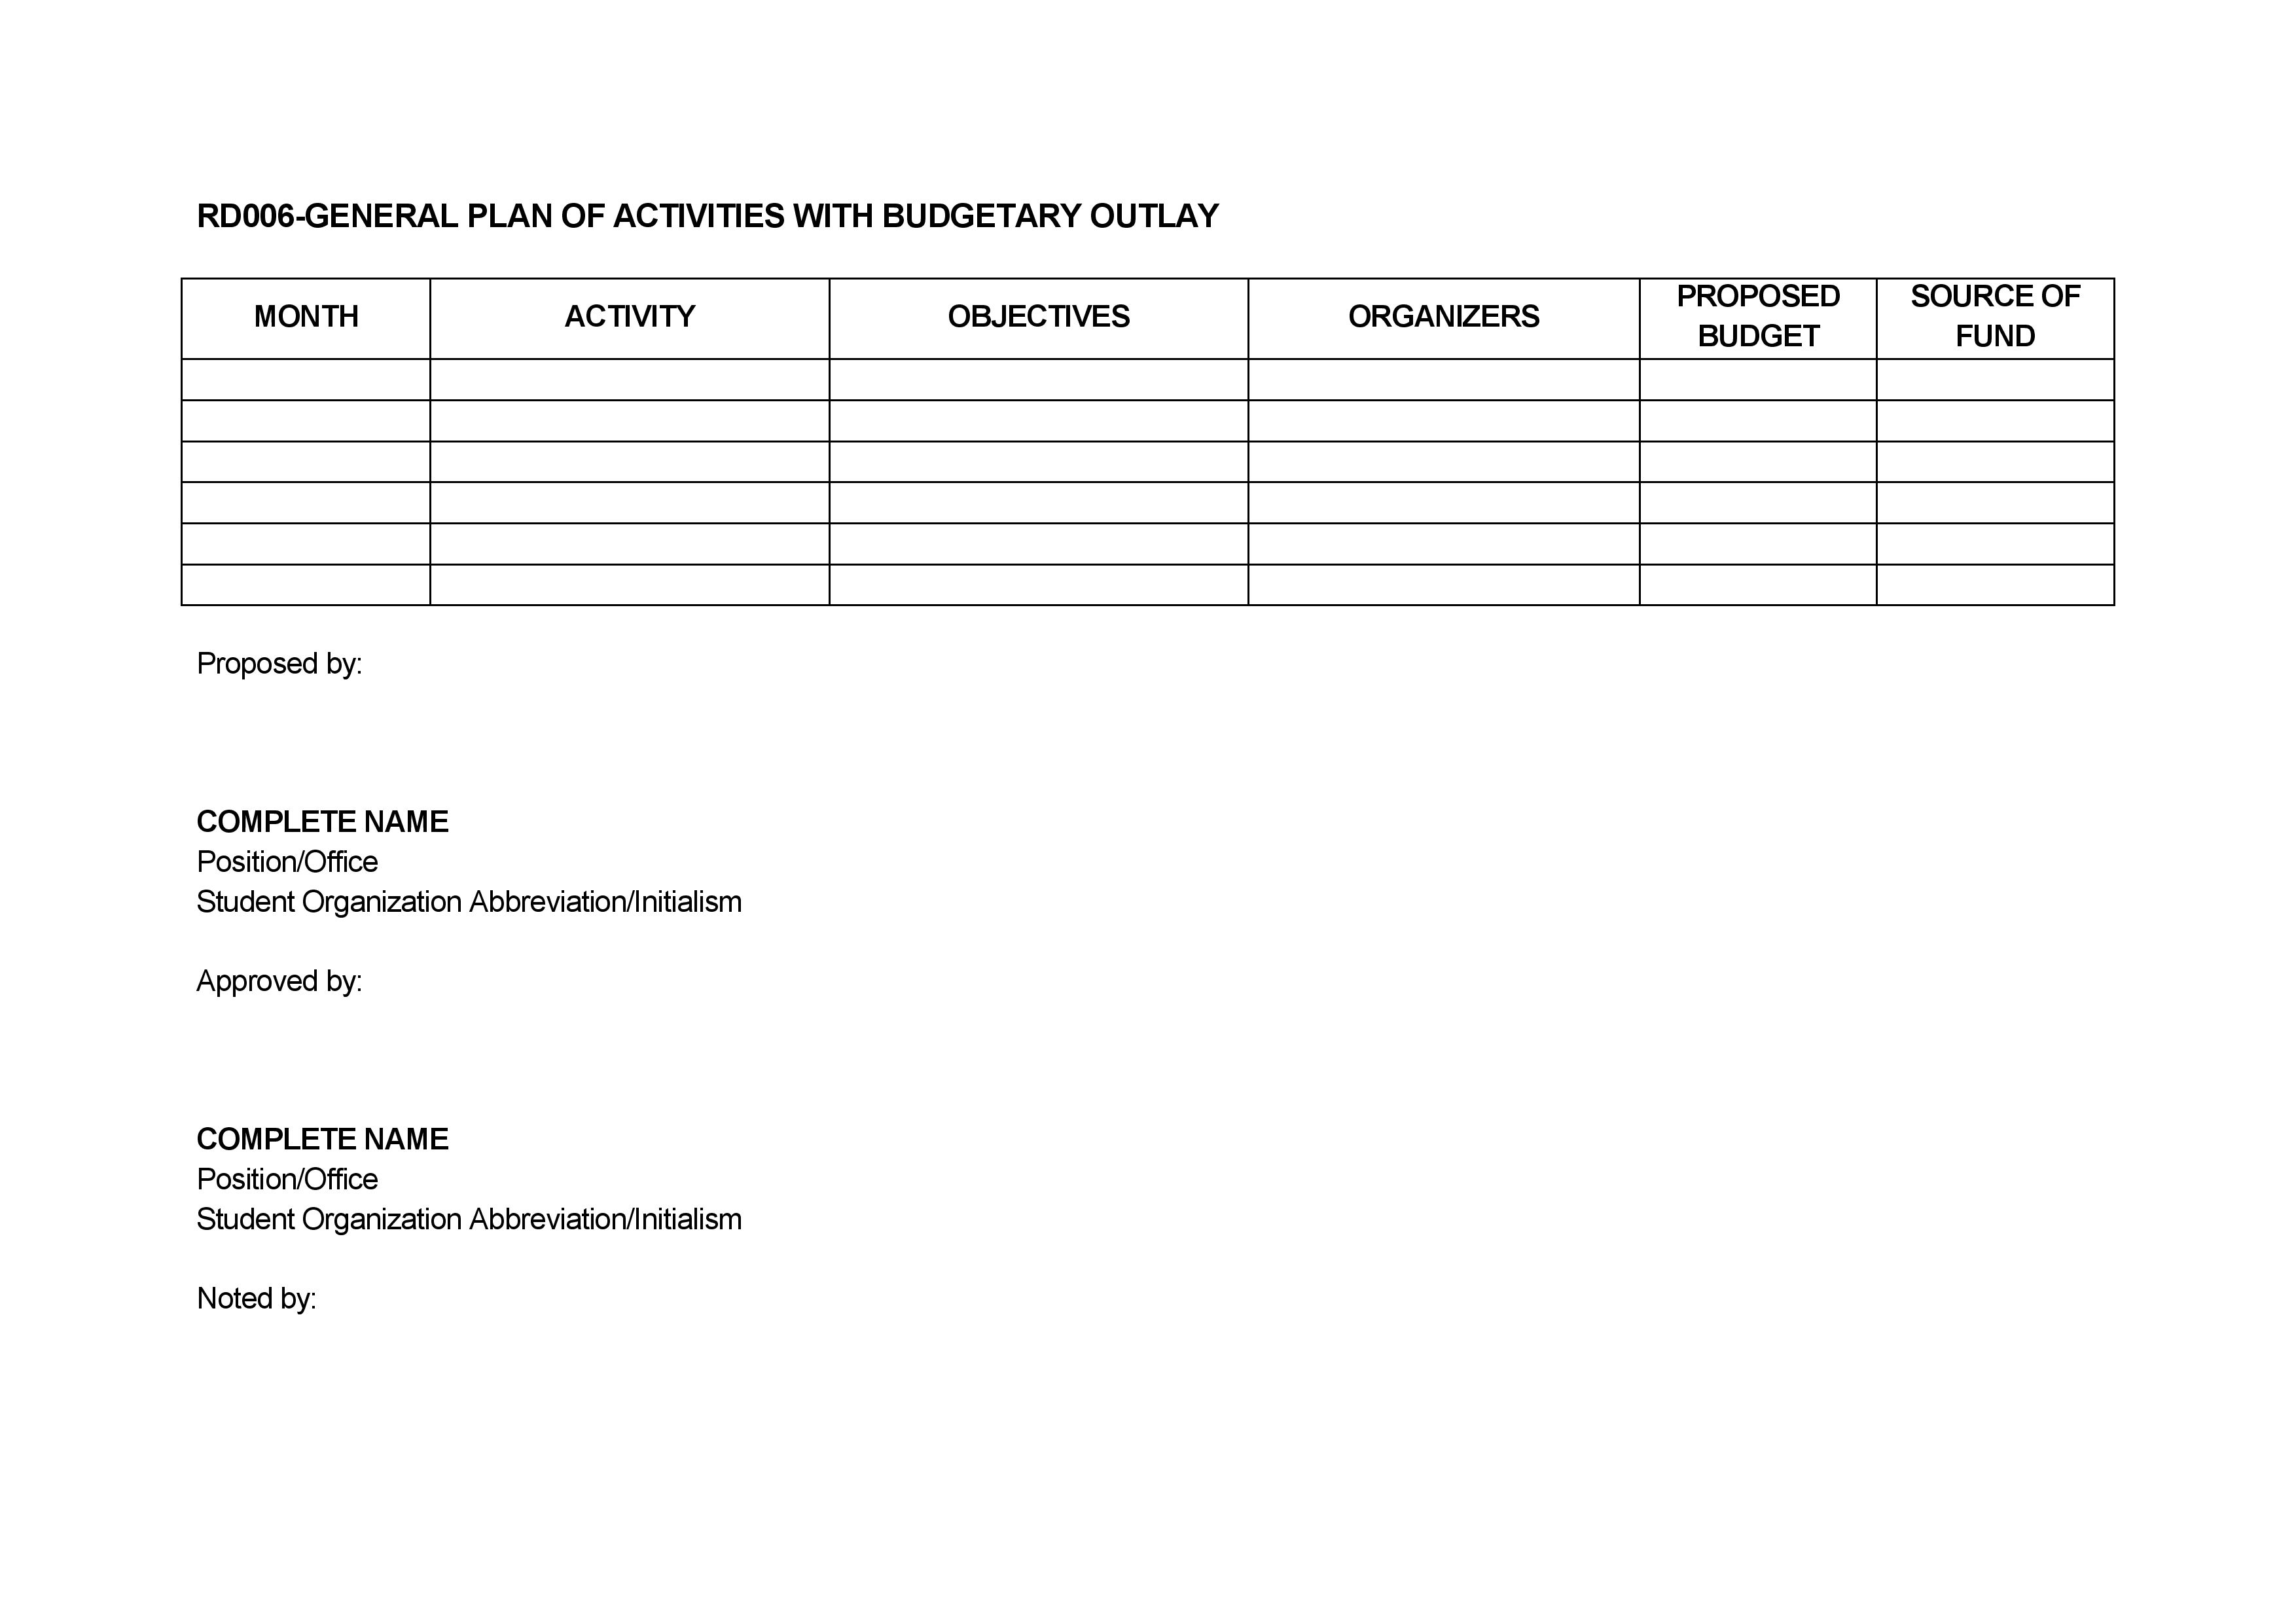 RD006-GENERAL PLAN OF ACTIVITIES WITH BUDGETARY OUTLAY
MONTH ACTIVITY OBJECTIVES ORGANIZERS PROPOSED BUDGET SOURCE OF FUND
Proposed by:
COMPLETE NAME
Position/Office
Student Organization Abbreviation/Initialism
Approved by:
COMPLETE NAME
Position/Office
Student Organization Abbreviation/Initialism
Noted by: